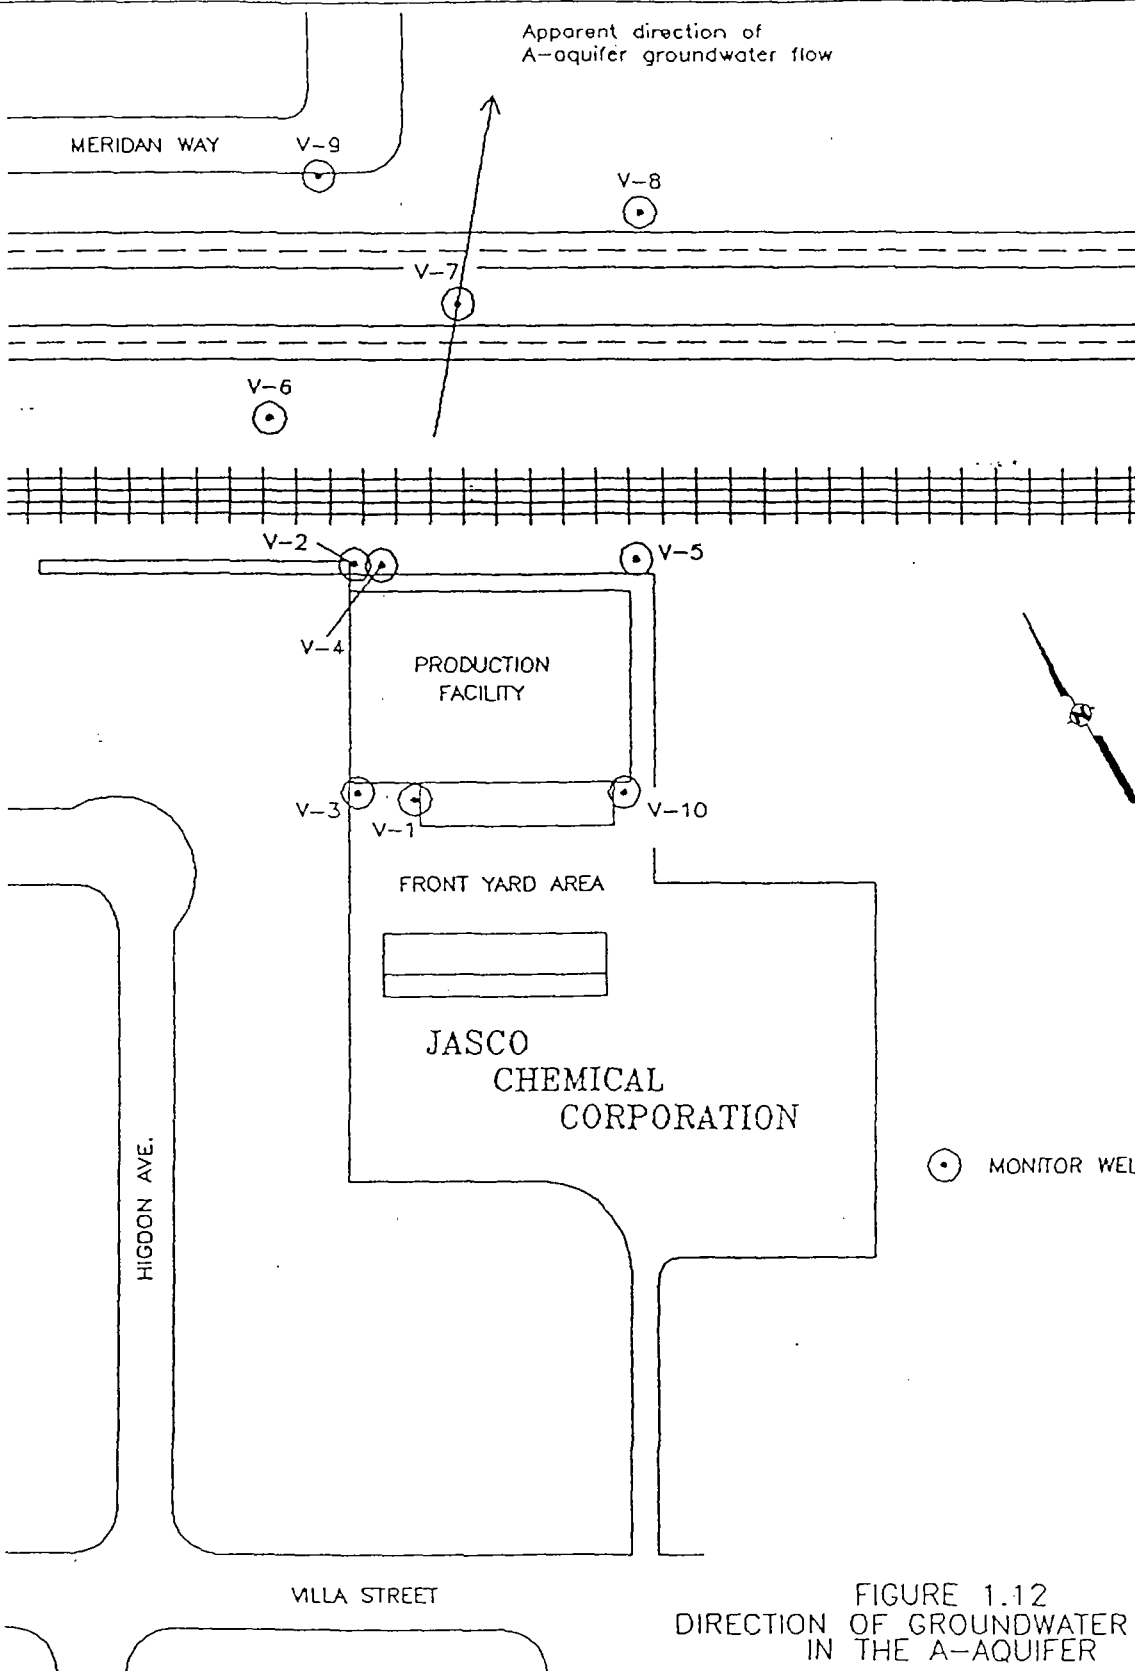 Apparent direction of
A-aquifer groundwater flow
MERIDAN WAY
V-9
V-8
V-7
V-6
V-2
V-5
V-4
PRODUCTION
FACILITY
V-3
V-1
V-10
FRONT YARD AREA
JASCO
CHEMICAL
CORPORATION
HIGDON AVE.
MONITOR WEL
VILLA STREET
FIGURE 1.12
DIRECTION OF GROUNDWATER
IN THE A-AQUIFER